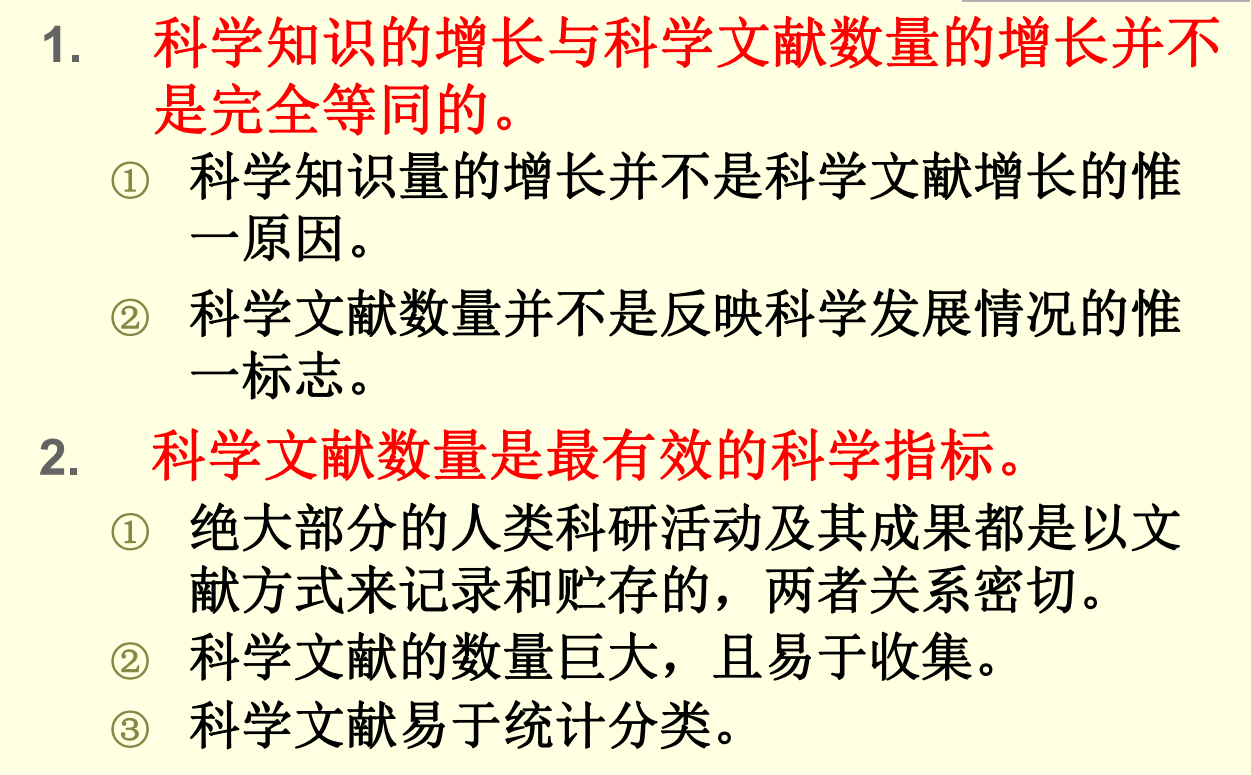 1. 科学知识的增长与科学文献数量的增长并不
是完全等同的。
① 科学知识量的增长并不是科学文献增长的惟
一原因。
② 科学文献数量并不是反映科学发展情况的惟
一标志。
2. 科学文献数量是最有效的科学指标。
① 绝大部分的人类科研活动及其成果都是以文
献方式来记录和贮存的，两者关系密切。
② 科学文献的数量巨大，且易于收集。
③ 科学文献易于统计分类。